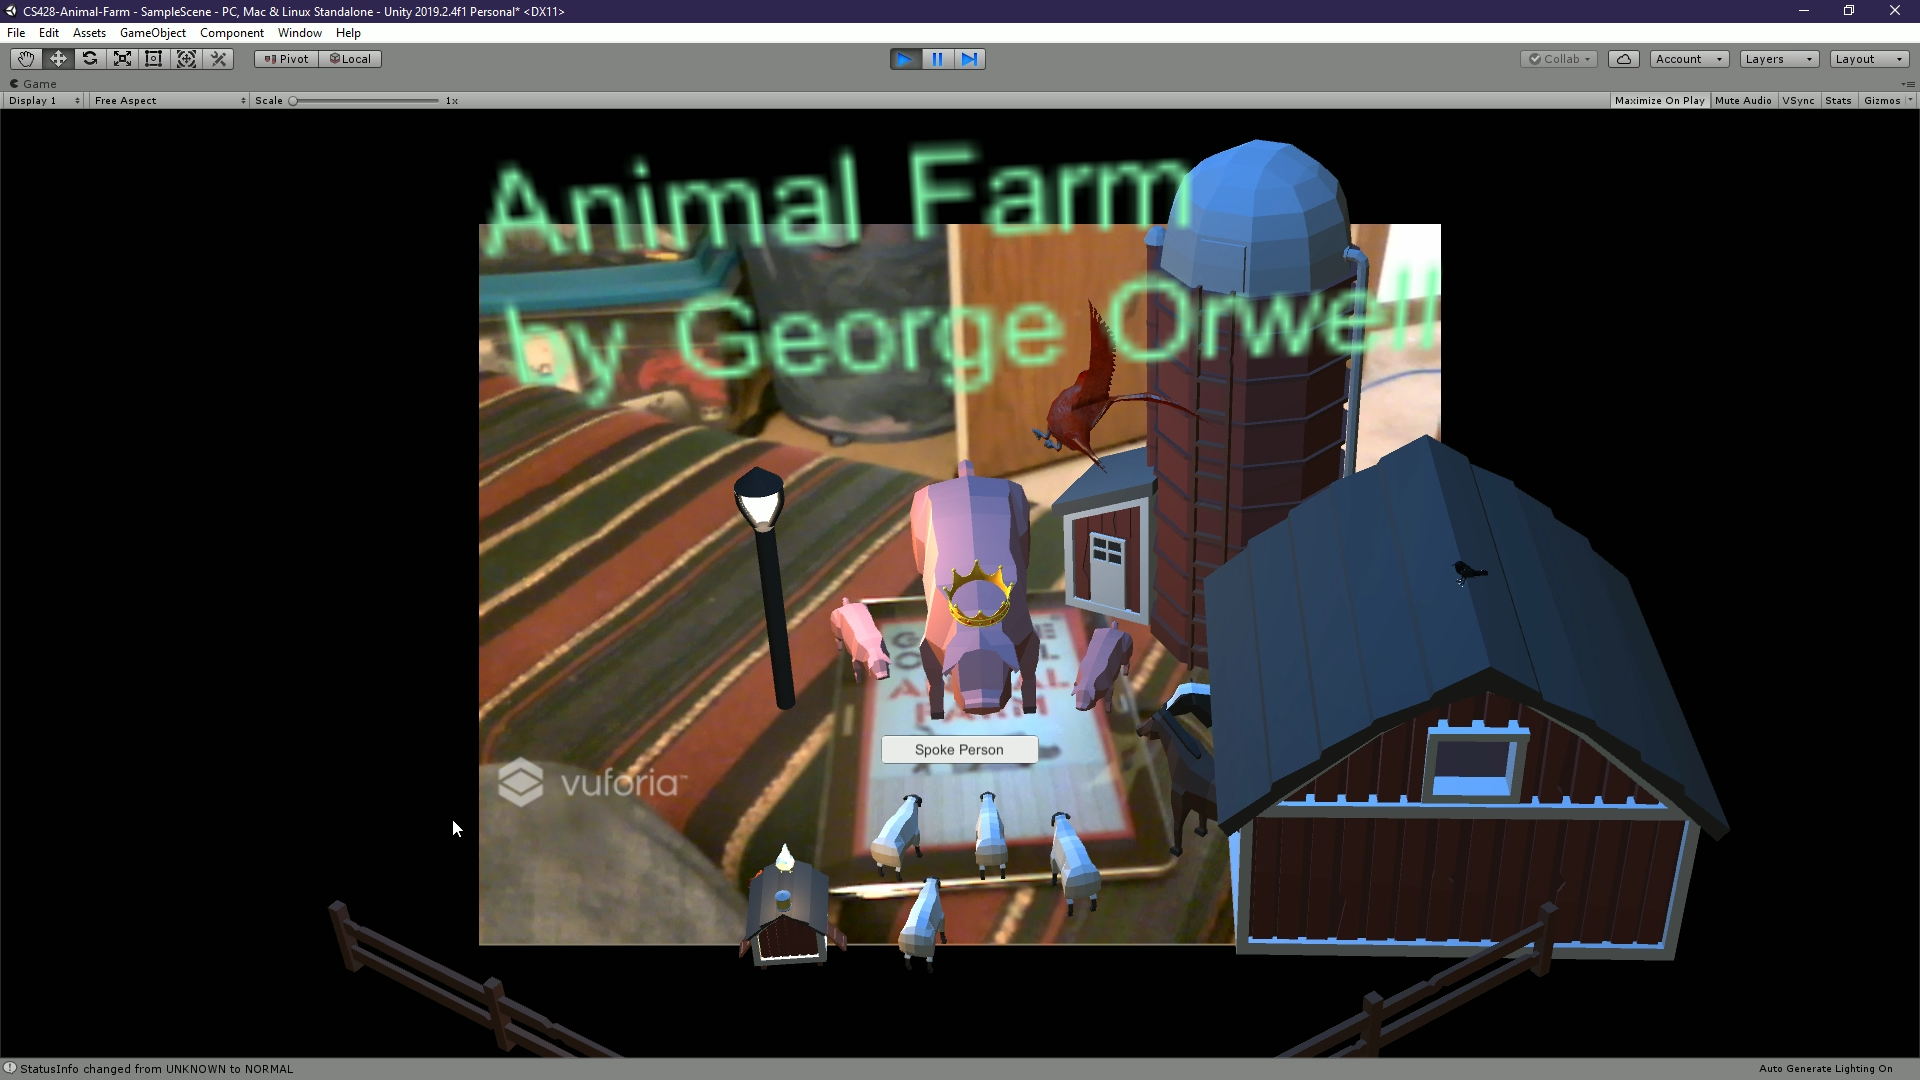 CS428-Animal-Farm - SampleScene - PC, Mac & Linux Standalone - Unity 2019.2.4f1 Personal* <DX11>
File Edit Assets GameObject Component Window Help
Pivot Local Collab Account Layers Layout
Game
Display 1 Free Aspect Scale 1x Maximize On Play Mute Audio VSync Stats Gizmos
Animal Farm
by George Orwell
Spoke Person
vuforia™
StatusInfo changed from UNKNOWN to NORMAL
Auto Generate Lighting On